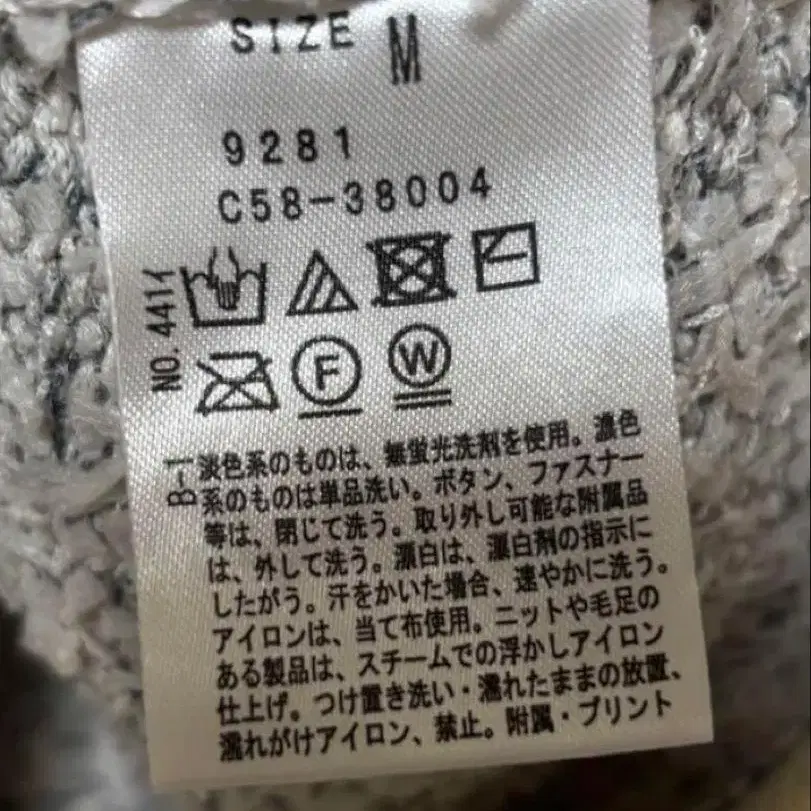 SIZE M
9281
C58-38004
NO. 441イ
F W
B-1
淡色系のものは、無蛍光洗剤を使用。濃色
系のものは単品洗い。ボタン、ファスナー
等は、閉じて洗う。取り外し可能な附属品
は、外して洗う。漂白は、漂白剤の指示に
したがう。汗をかいた場合、速やかに洗う。
アイロンは、当て布使用。ニットや毛足の
ある製品は、スチームでの浮かしアイロン
仕上げ。つけ置き洗い・濡れたままの放置、
濡れがけアイロン、禁止。附属・プリント